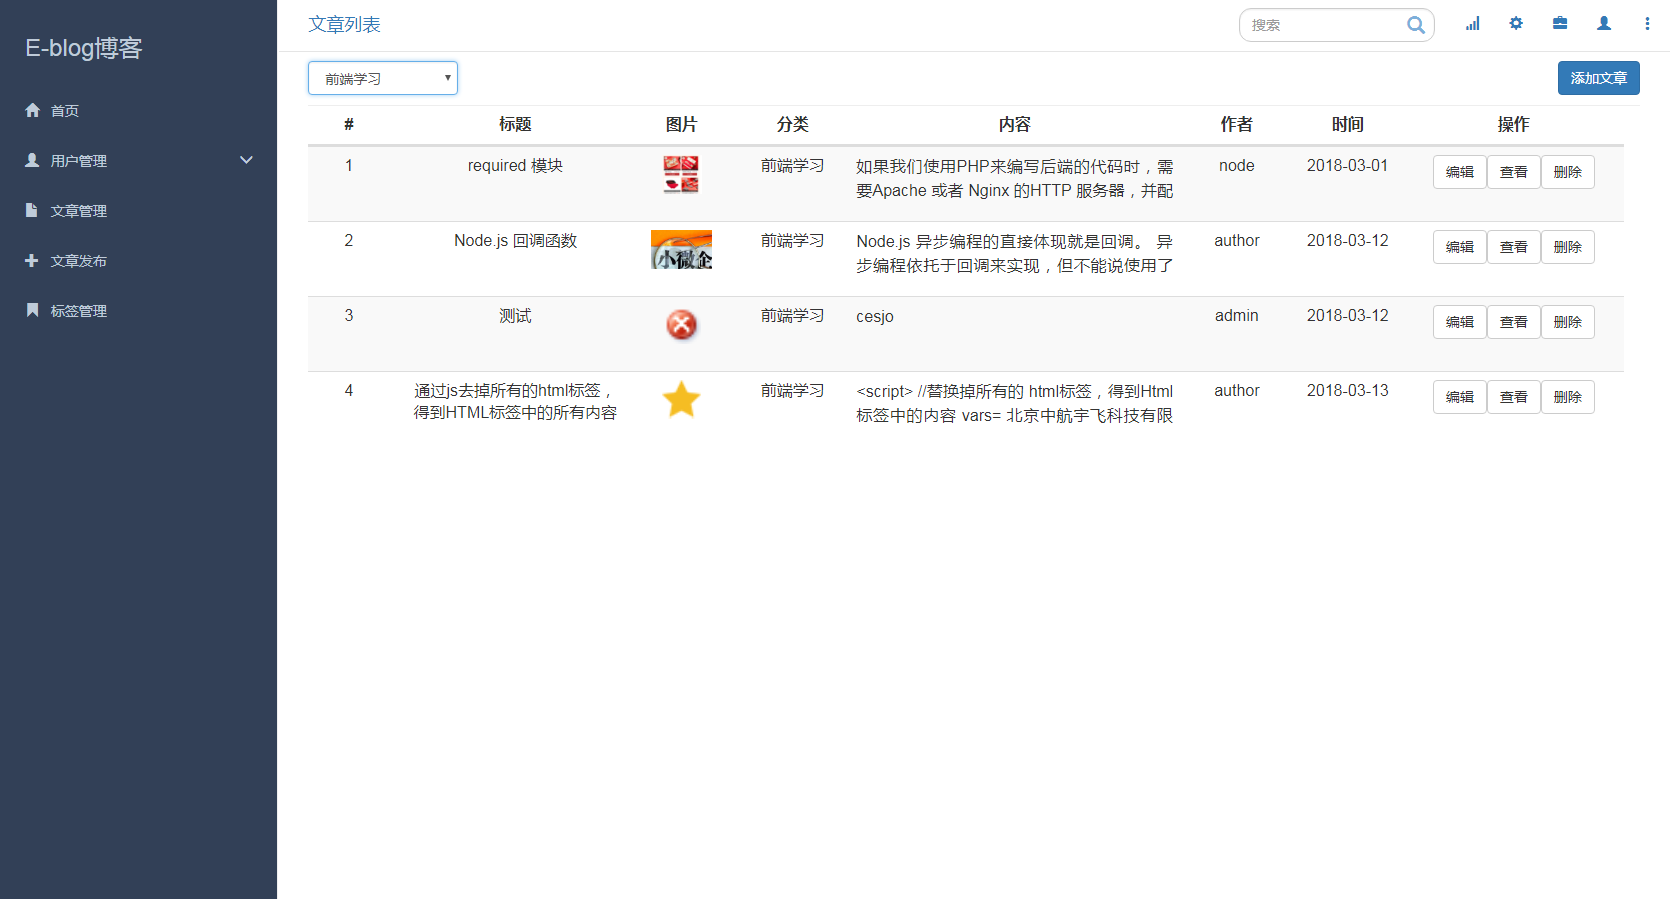 E-blog博客
首页
用户管理
文章管理
文章发布
标签管理
文章列表
搜索
前端学习
添加文章
# 标题 图片 分类 内容 作者 时间 操作
1 required 模块 前端学习 如果我们使用PHP来编写后端的代码时，需 node 2018-03-01 编辑 查看 删除
要Apache 或者 Nginx 的HTTP 服务器，并配
2 Node.js 回调函数 小微企 前端学习 Node.js 异步编程的直接体现就是回调。 异 author 2018-03-12 编辑 查看 删除
步编程依托于回调来实现，但不能说使用了
3 测试 前端学习 cesjo admin 2018-03-12 编辑 查看 删除
4 通过js去掉所有的html标签， 前端学习 <script> //替换掉所有的 html标签，得到Html author 2018-03-13 编辑 查看 删除
得到HTML标签中的所有内容 标签中的内容 vars= 北京中航宇飞科技有限